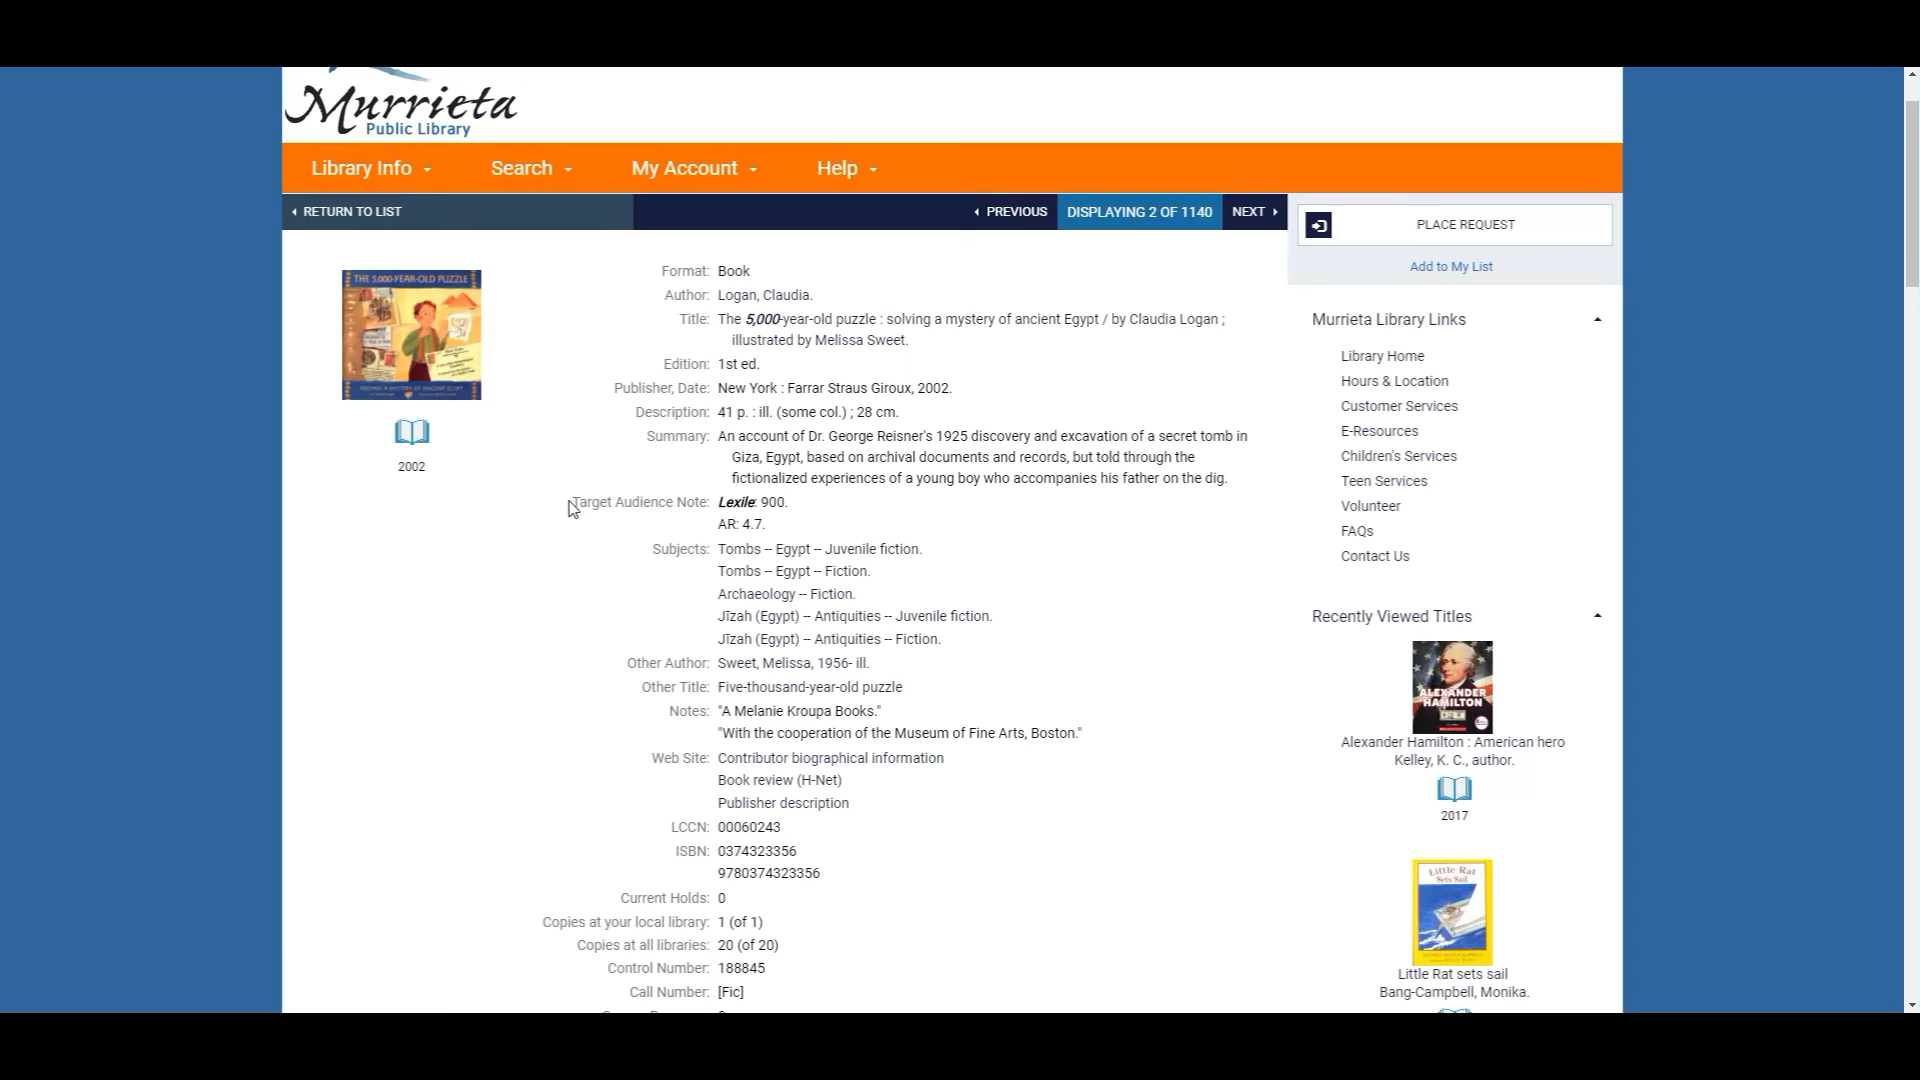 Murrieta
Public Library
Library Info
Search
My Account
Help
RETURN TO LIST
PREVIOUS
DISPLAYING 2 OF 1140
NEXT
PLACE REQUEST
Add to My List
THE 5,000-YEAR-OLD PUZZLE
SOLVING A MYSTERY OF ANCIENT EGYPT
2002
Format: Book
Author: Logan, Claudia.
Title: The 5,000-year-old puzzle : solving a mystery of ancient Egypt / by Claudia Logan ;
illustrated by Melissa Sweet.
Edition: 1st ed.
Publisher, Date: New York : Farrar Straus Giroux, 2002.
Description: 41 p. : ill. (some col.) ; 28 cm.
Summary: An account of Dr. George Reisner's 1925 discovery and excavation of a secret tomb in
Giza, Egypt, based on archival documents and records, but told through the
fictionalized experiences of a young boy who accompanies his father on the dig.
Target Audience Note: Lexile: 900.
AR: 4.7.
Subjects: Tombs -- Egypt -- Juvenile fiction.
Tombs -- Egypt -- Fiction.
Archaeology -- Fiction.
Jīzah (Egypt) -- Antiquities -- Juvenile fiction.
Jīzah (Egypt) -- Antiquities -- Fiction.
Other Author: Sweet, Melissa, 1956- ill.
Other Title: Five-thousand-year-old puzzle
Notes: "A Melanie Kroupa Books."
"With the cooperation of the Museum of Fine Arts, Boston."
Web Site: Contributor biographical information
Book review (H-Net)
Publisher description
LCCN: 00060243
ISBN: 0374323356
9780374323356
Current Holds: 0
Copies at your local library: 1 (of 1)
Copies at all libraries: 20 (of 20)
Control Number: 188845
Call Number: [Fic]
Murrieta Library Links
Library Home
Hours & Location
Customer Services
E-Resources
Children's Services
Teen Services
Volunteer
FAQs
Contact Us
Recently Viewed Titles
ALEXANDER
HAMILTON
Alexander Hamilton : American hero
Kelley, K. C., author.
2017
Little Rat
Sets Sail
Little Rat sets sail
Bang-Campbell, Monika.